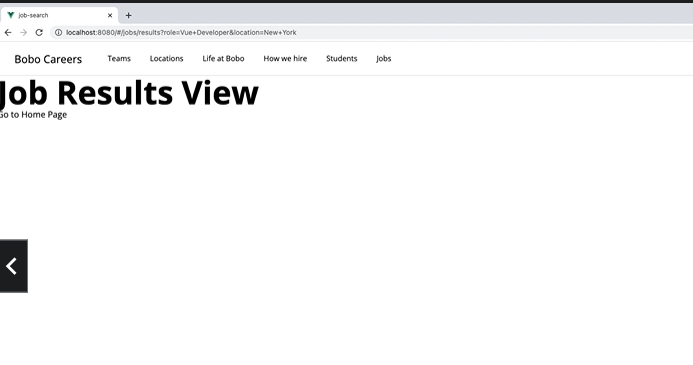 job-search
localhost:8080/#/jobs/results?role=Vue+Developer&location=New+York
Bobo Careers Teams Locations Life at Bobo How we hire Students Jobs
Job Results View
Go to Home Page